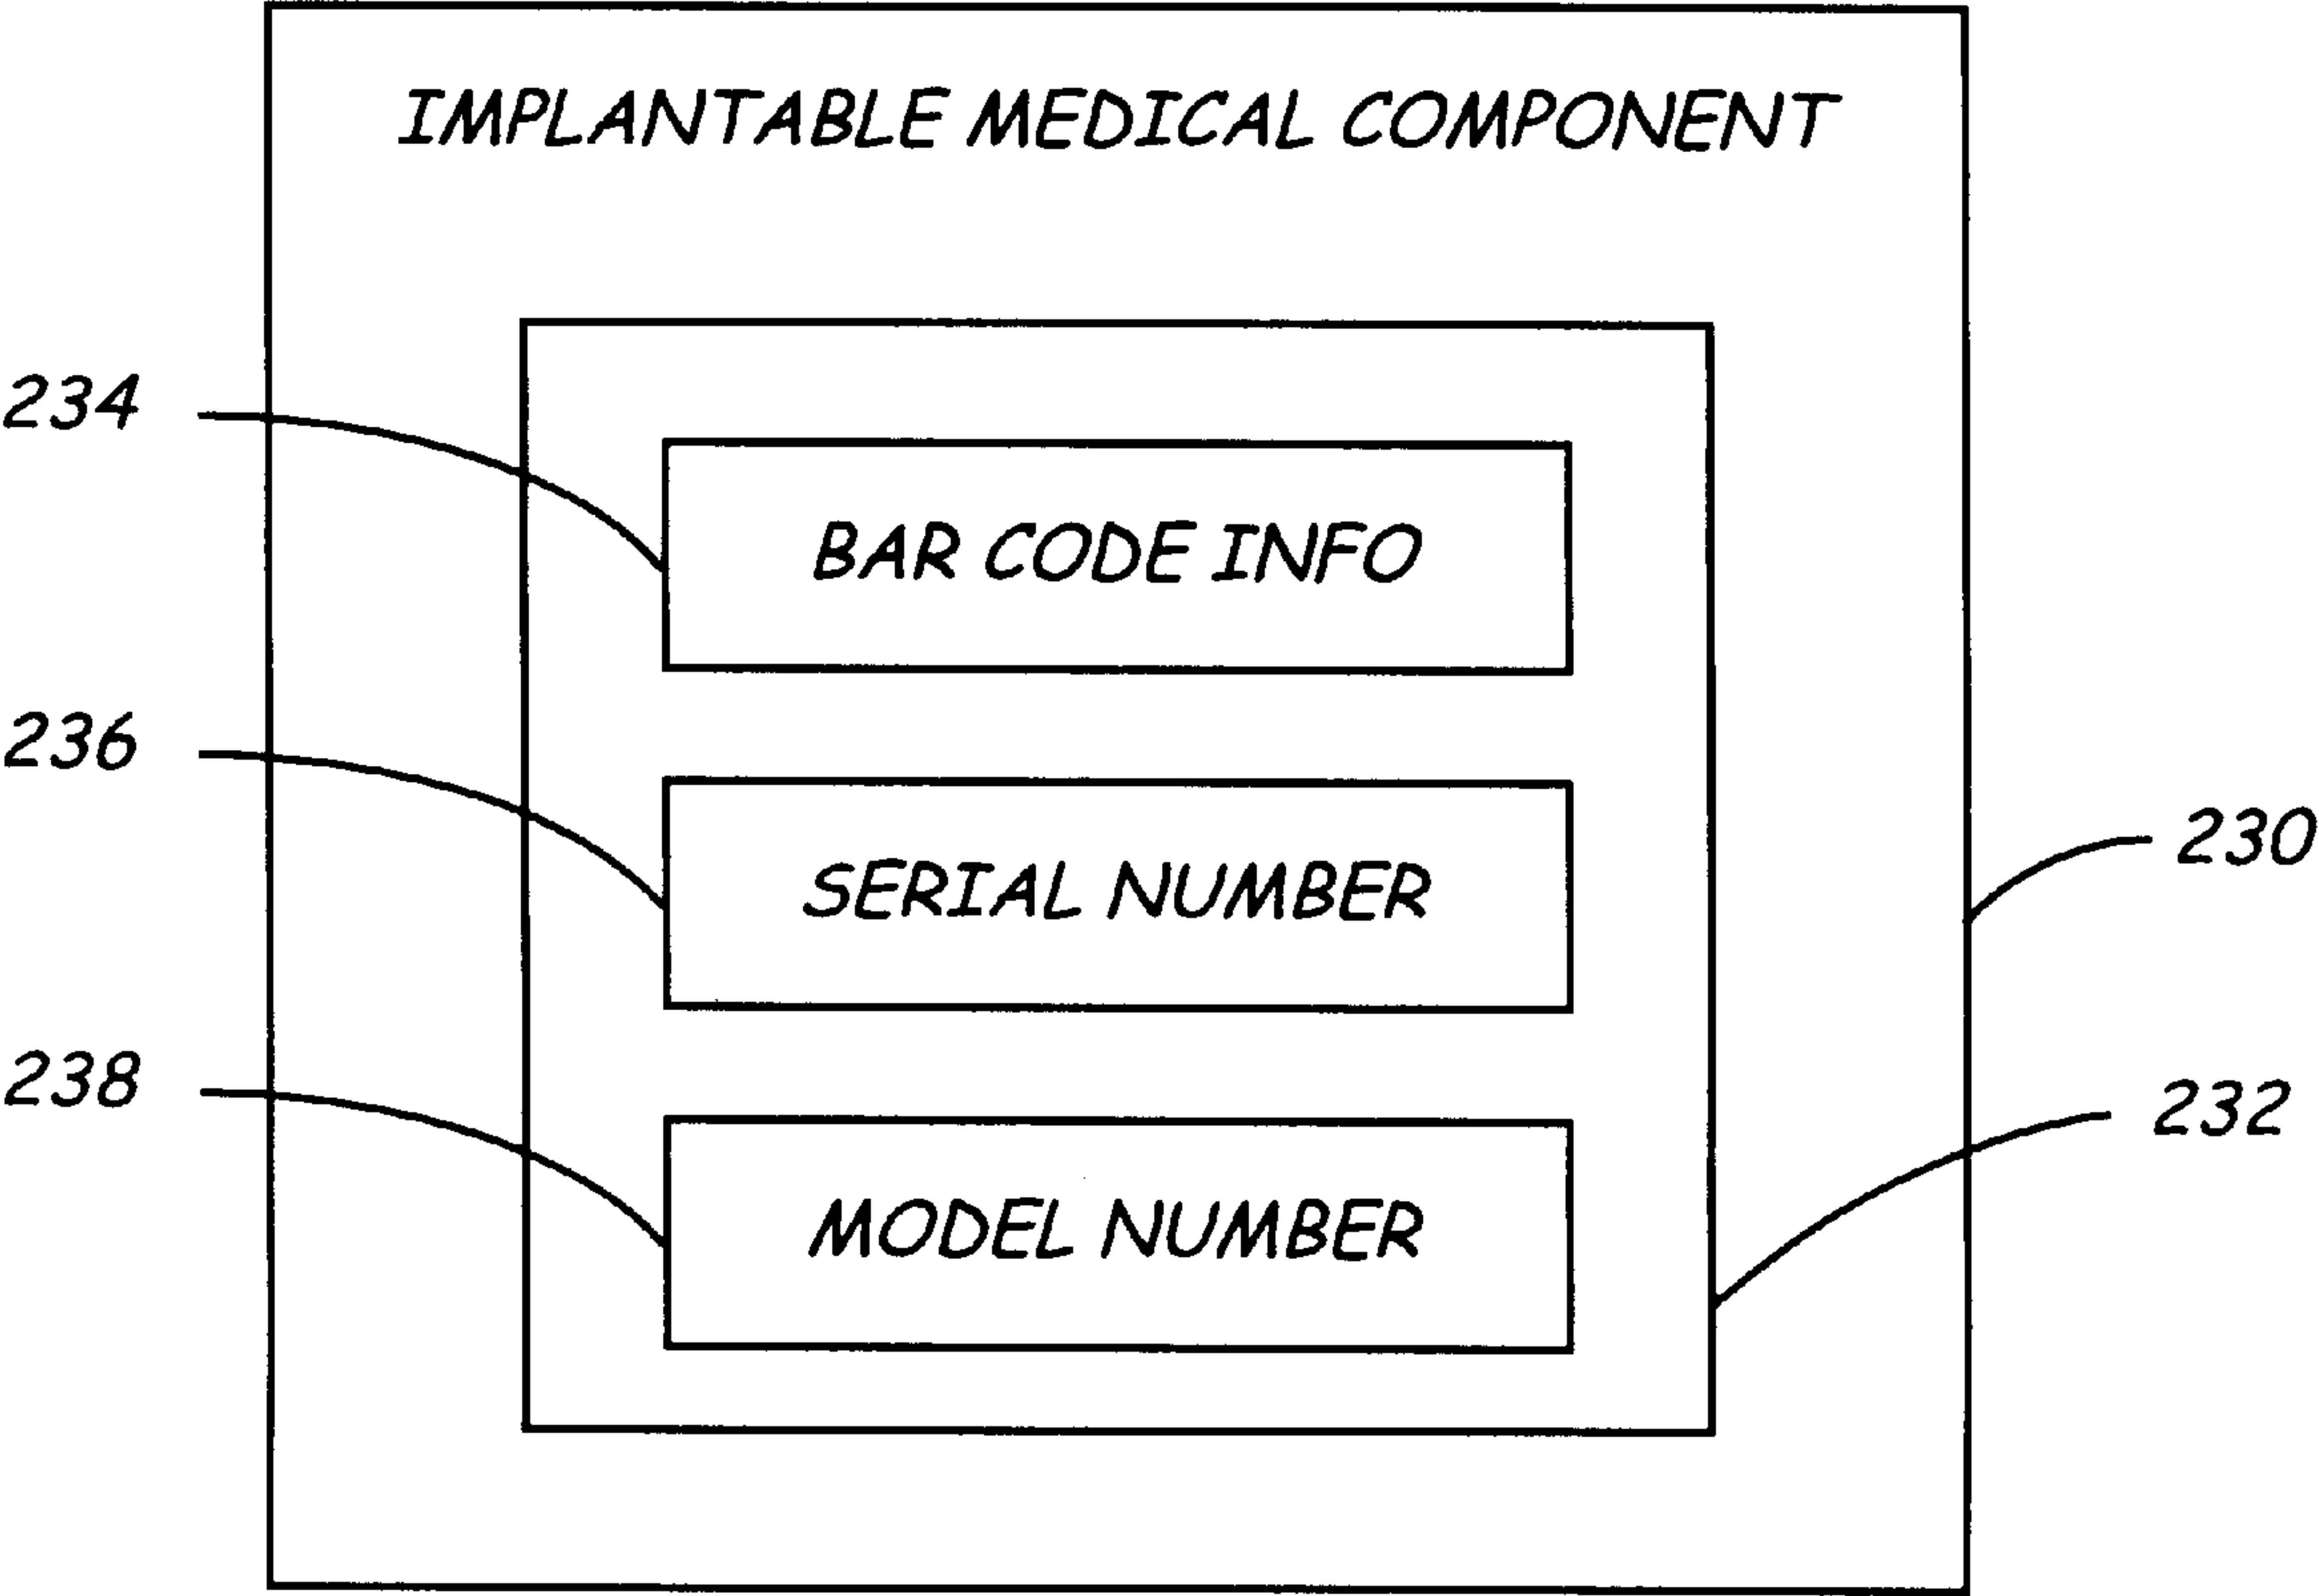 IMPLANTABLE MEDICAL COMPONENT
234
BAR CODE INFO
236
SERIAL NUMBER
230
238
MODEL NUMBER
232